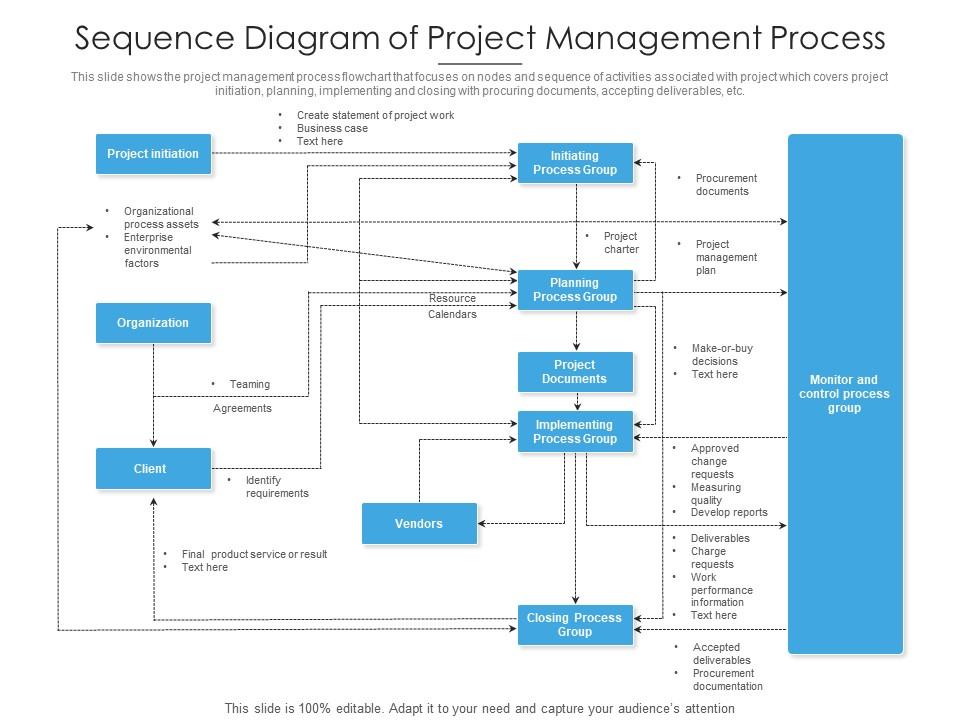 Sequence Diagram of Project Management Process
This slide shows the project management process flowchart that focuses on nodes and sequence of activities associated with project which covers project
initiation, planning, implementing and closing with procuring documents, accepting deliverables, etc.
• Create statement of project work
• Business case
• Text here
Project initiation
Initiating
Process Group
• Procurement
documents
• Organizational
process assets
• Enterprise
environmental
factors
• Project
charter
• Project
management
plan
Planning
Process Group
Resource
Calendars
Organization
• Make-or-buy
decisions
• Text here
Project
Documents
Monitor and
control process
group
• Teaming
Agreements
Implementing
Process Group
Client
• Identify
requirements
• Approved
change
requests
• Measuring
quality
• Develop reports
Vendors
• Deliverables
• Charge
requests
• Work
performance
information
• Text here
• Final product service or result
• Text here
Closing Process
Group
• Accepted
deliverables
• Procurement
documentation
This slide is 100% editable. Adapt it to your need and capture your audience's attention